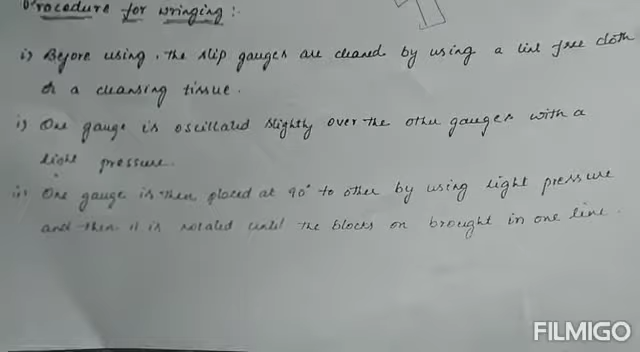 Procedure for wringing :-
i) Before using, the slip gauges are cleaned by using a lint free cloth
or a cleansing tissue.
i) One gauge is oscillated slightly over the other gauges with a
light pressure.
ii) One gauge is then placed at 90° to other by using light pressure
and then it is rotated until the blocks on brought in one line.
FILMIGO